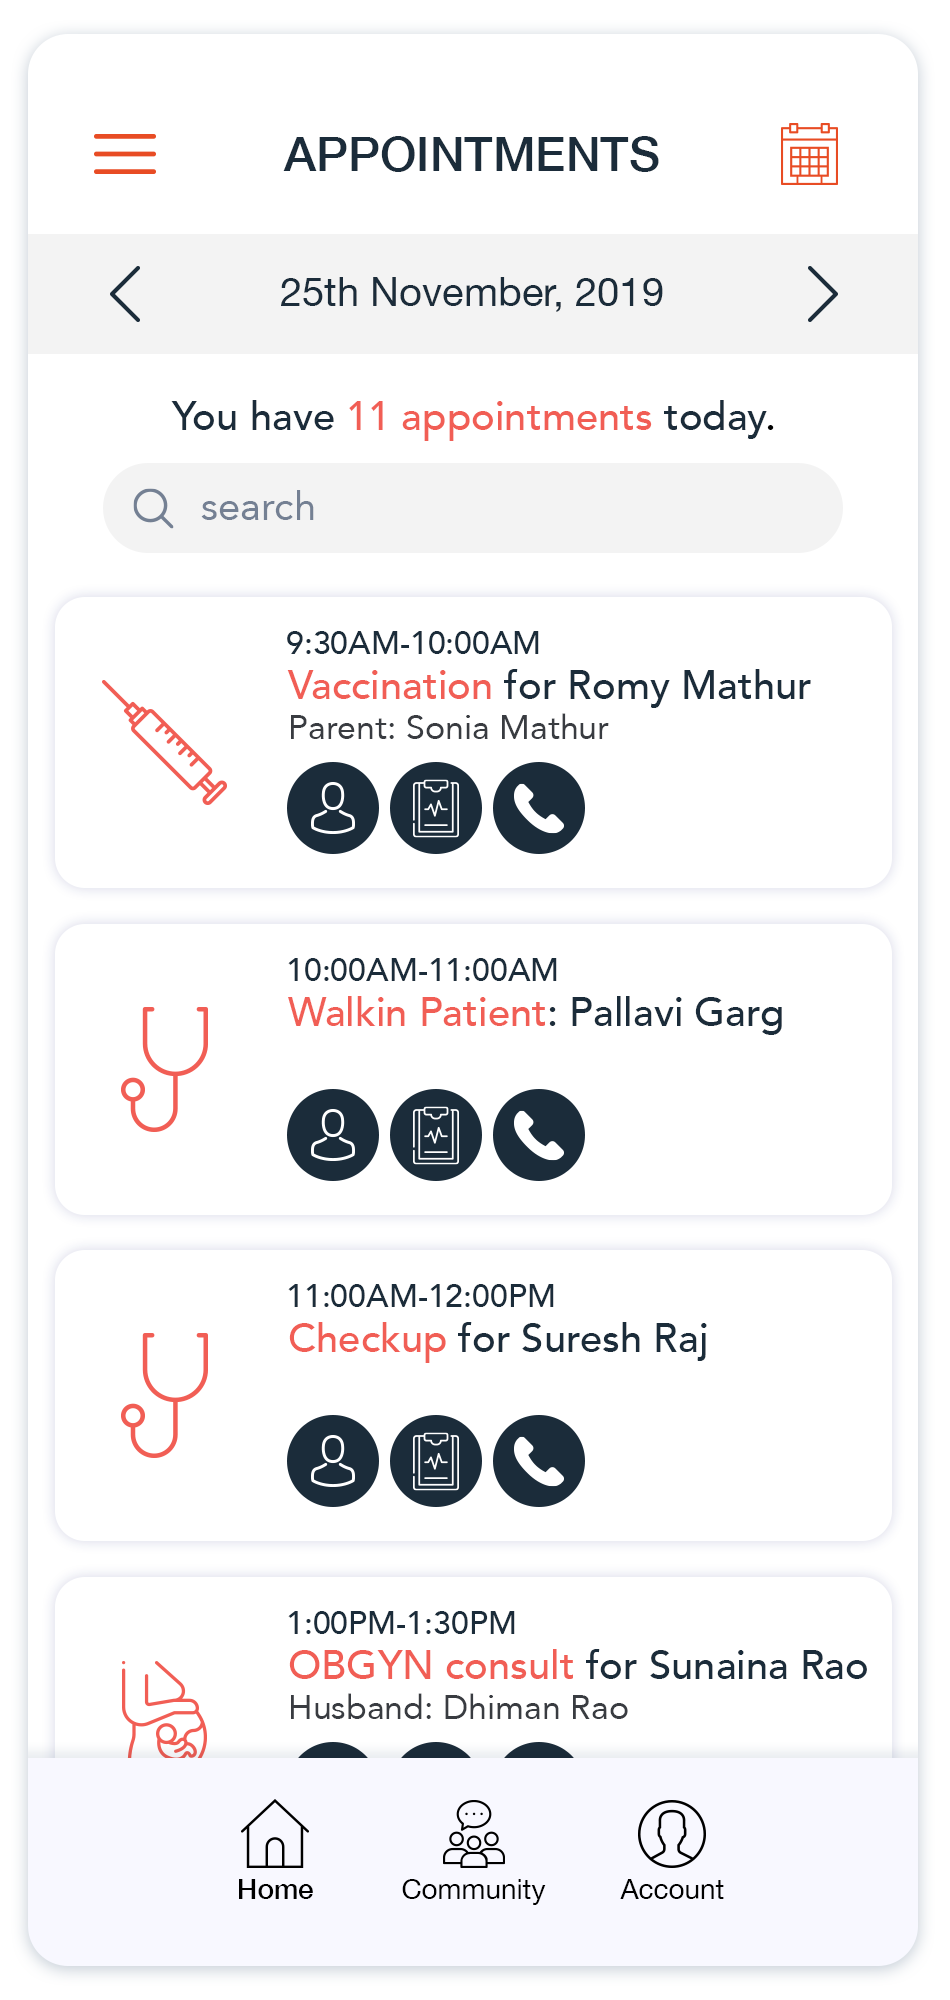 APPOINTMENTS
25th November, 2019
You have 11 appointments today.
search
9:30AM-10:00AM
Vaccination for Romy Mathur
Parent: Sonia Mathur
10:00AM-11:00AM
Walkin Patient: Pallavi Garg
11:00AM-12:00PM
Checkup for Suresh Raj
1:00PM-1:30PM
OBGYN consult for Sunaina Rao
Husband: Dhiman Rao
Home
Community
Account